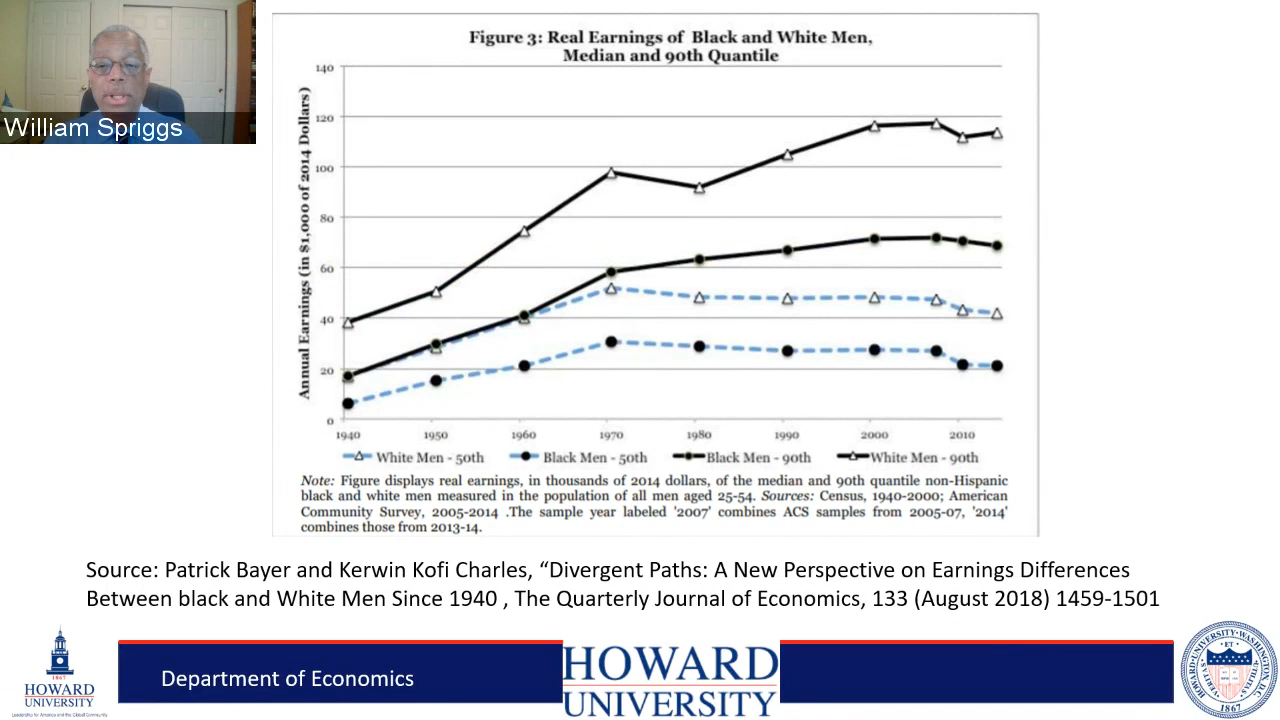 William Spriggs
Figure 3: Real Earnings of Black and White Men,
Median and 90th Quantile
Annual Earnings (in $1,000 of 2014 Dollars)
140
120
100
80
60
40
20
0
1940 1950 1960 1970 1980 1990 2000 2010
White Men - 50th Black Men - 50th Black Men - 90th White Men - 90th
Note: Figure displays real earnings, in thousands of 2014 dollars, of the median and 90th quantile non-Hispanic
black and white men measured in the population of all men aged 25-54. Sources: Census, 1940-2000; American
Community Survey, 2005-2014 .The sample year labeled '2007' combines ACS samples from 2005-07, '2014'
combines those from 2013-14.
Source: Patrick Bayer and Kerwin Kofi Charles, “Divergent Paths: A New Perspective on Earnings Differences
Between black and White Men Since 1940 , The Quarterly Journal of Economics, 133 (August 2018) 1459-1501
1867
HOWARD
UNIVERSITY
Leadership for America and the Global Community
Department of Economics
HOWARD
UNIVERSITY
HOWARD·UNIVERSITY·WASHINGTON, D.C.
1867